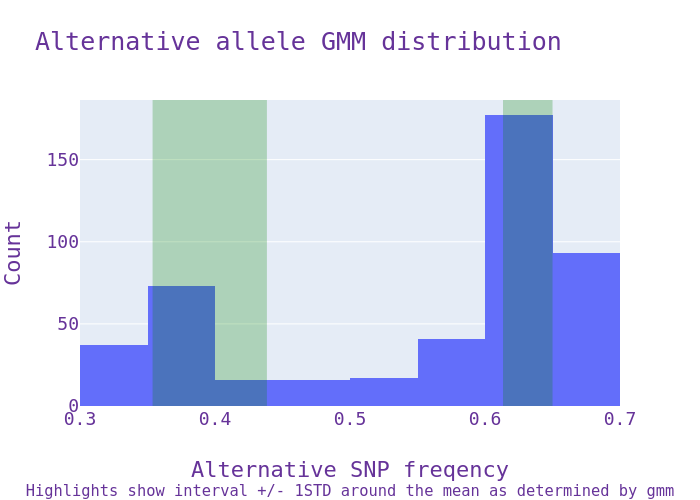 Alternative allele GMM distribution
Count
150
100
50
0
0.3 0.4 0.5 0.6 0.7
Alternative SNP freqency
Highlights show interval +/- 1STD around the mean as determined by gmm